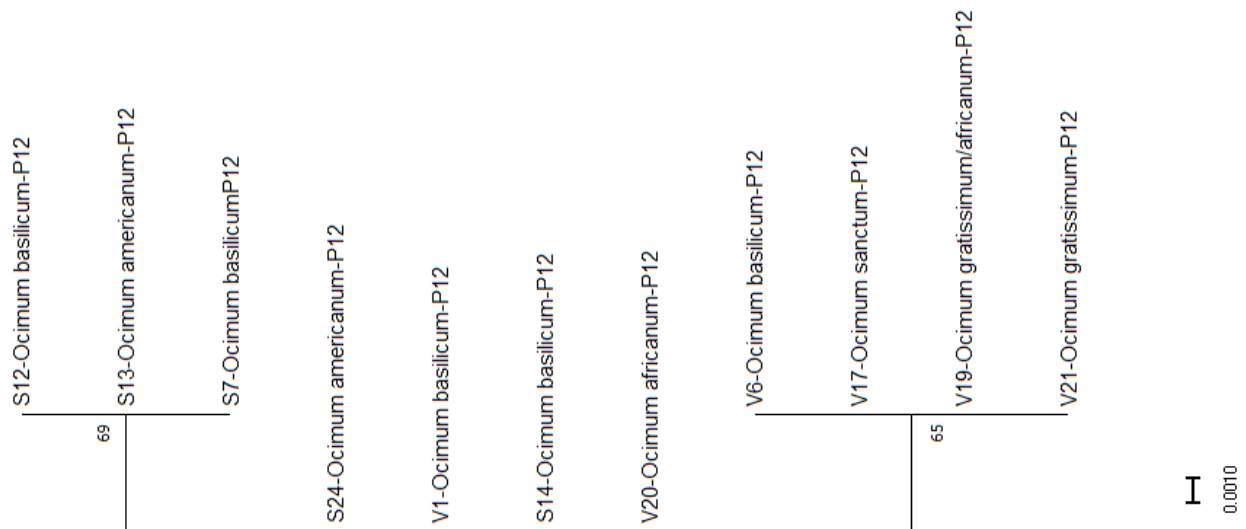 S12-Ocimum basilicum-P12
S13-Ocimum americanum-P12
S7-Ocimum basilicumP12
69
S24-Ocimum americanum-P12
V1-Ocimum basilicum-P12
S14-Ocimum basilicum-P12
V20-Ocimum africanum-P12
V6-Ocimum basilicum-P12
V17-Ocimum sanctum-P12
V19-Ocimum gratissimum/africanum-P12
V21-Ocimum gratissimum-P12
65
0.0010